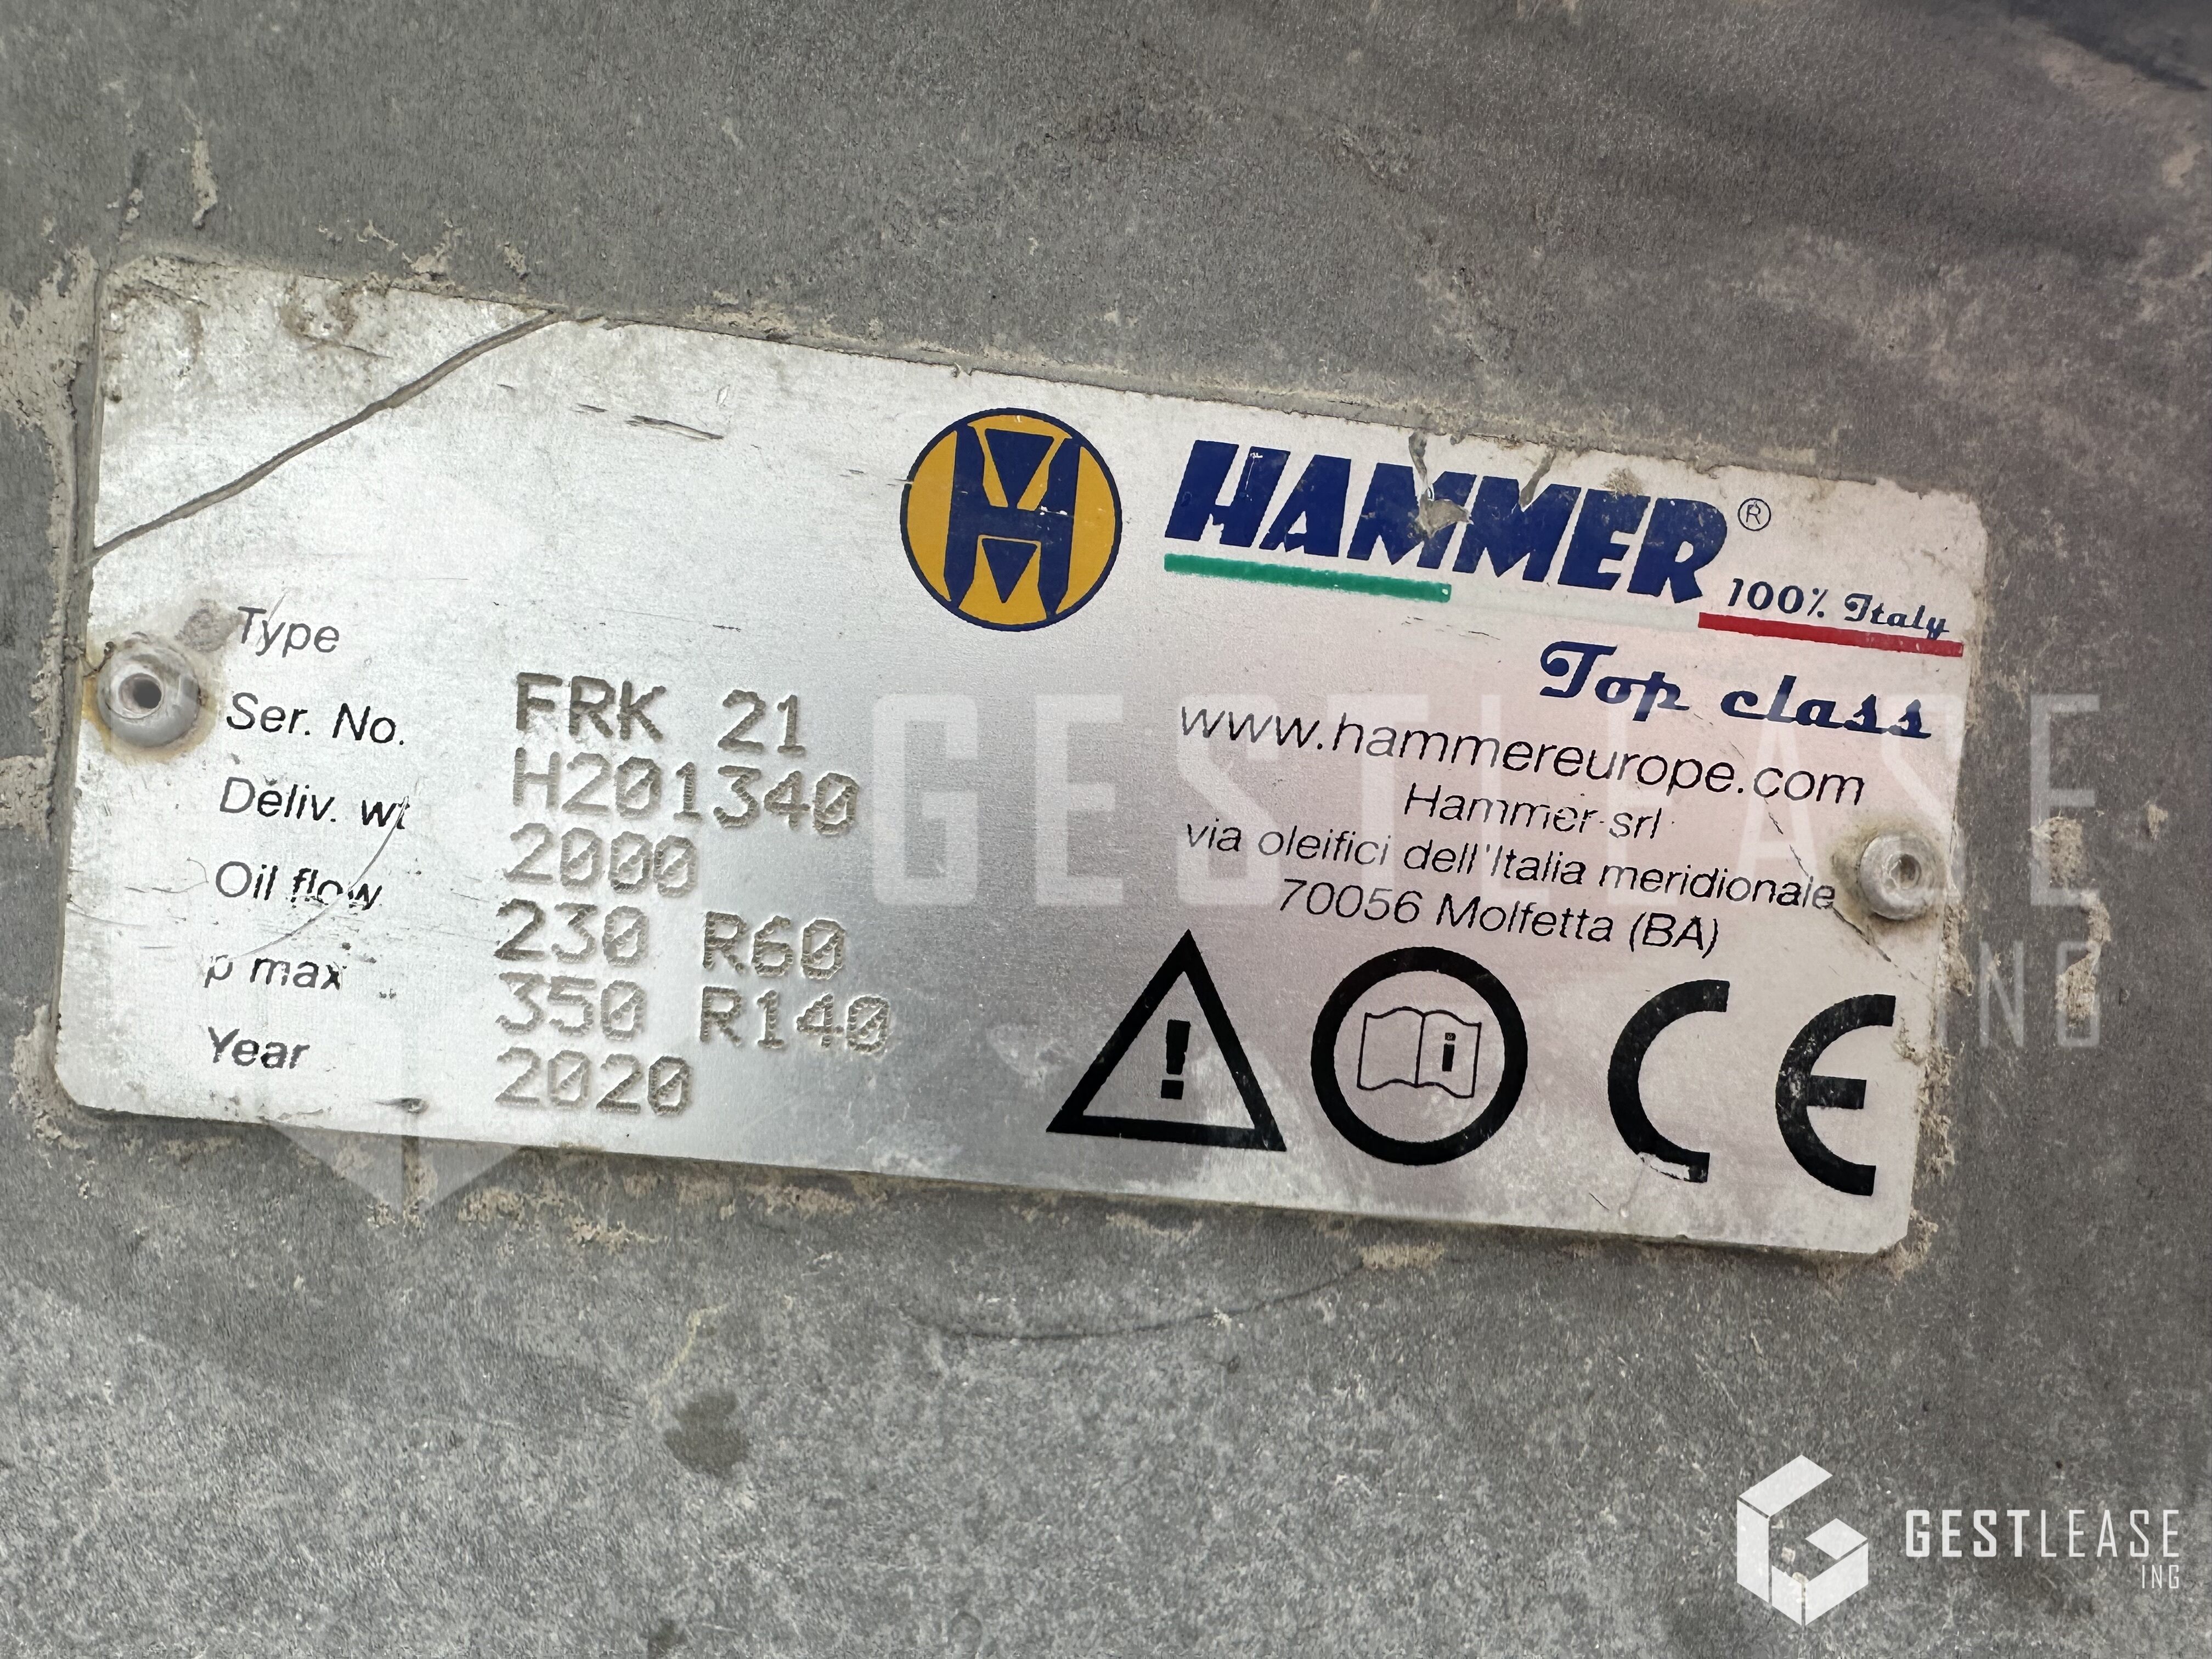 HAMMER®
100% Italy
Top class
www.hammereurope.com
Hammer srl
via oleifici dell'Italia meridionale
70056 Molfetta (BA)
Type FRK 21
Ser. No. H201340
Deliv. wt 2000
Oil flow 230 R60
p max 350 R140
Year 2020
CE
GESTLEASE
ING
GESTLEASE
ING